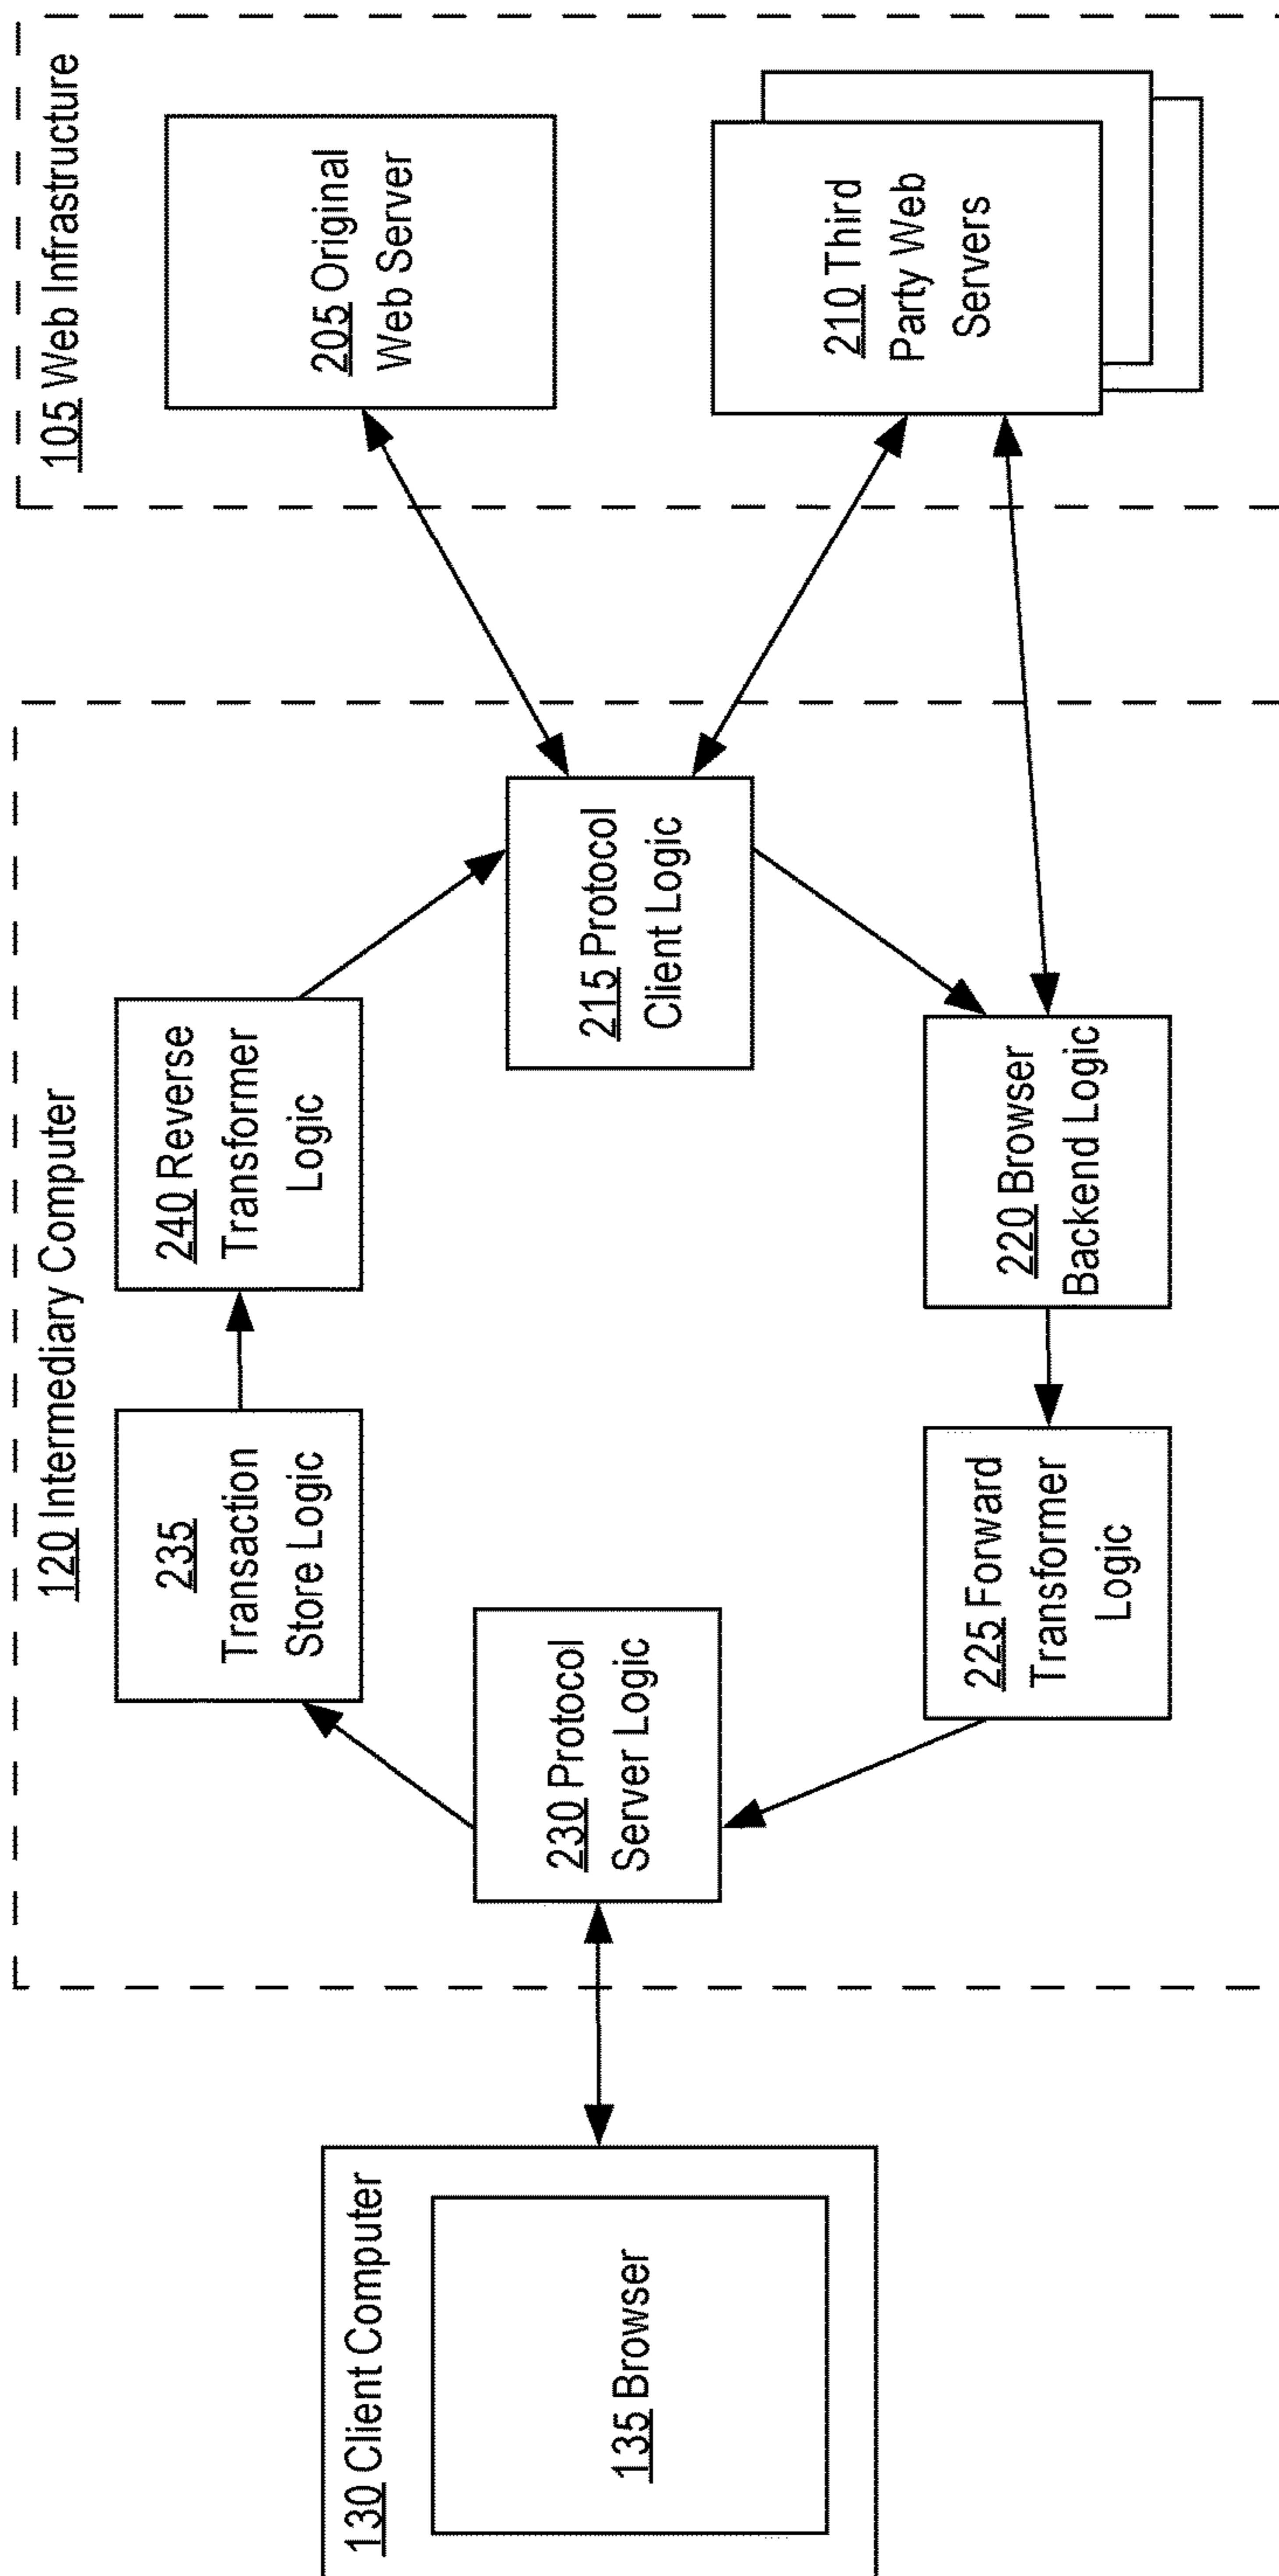 105 Web Infrastructure
205 Original
Web Server
210 Third
Party Web
Servers
120 Intermediary Computer
235
Transaction
Store Logic
240 Reverse
Transformer
Logic
215 Protocol
Client Logic
230 Protocol
Server Logic
220 Browser
Backend Logic
225 Forward
Transformer
Logic
130 Client Computer
135 Browser